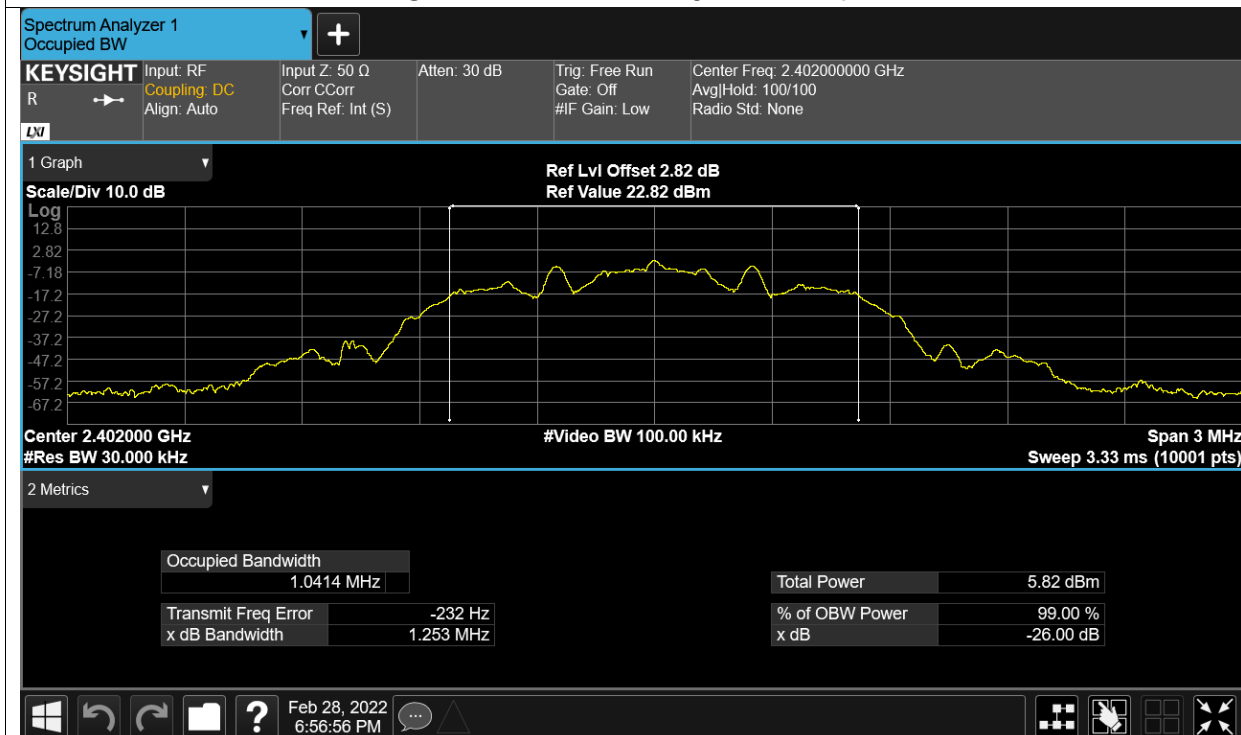 Spectrum Analyzer 1
Occupied BW
KEYSIGHT Input: RF Input Z: 50 Ω Atten: 30 dB Trig: Free Run Center Freq: 2.402000000 GHz
R Coupling: DC Corr CCorr Gate: Off Avg|Hold: 100/100
Align: Auto Freq Ref: Int (S) #IF Gain: Low Radio Std: None
LXI
1 Graph Ref Lvl Offset 2.82 dB
Scale/Div 10.0 dB Ref Value 22.82 dBm
Log
12.8
2.82
-7.18
-17.2
-27.2
-37.2
-47.2
-57.2
-67.2
Center 2.402000 GHz #Video BW 100.00 kHz Span 3 MHz
#Res BW 30.000 kHz Sweep 3.33 ms (10001 pts)
2 Metrics
Occupied Bandwidth
1.0414 MHz Total Power 5.82 dBm
Transmit Freq Error -232 Hz % of OBW Power 99.00 %
x dB Bandwidth 1.253 MHz x dB -26.00 dB
? Feb 28, 2022
6:56:56 PM